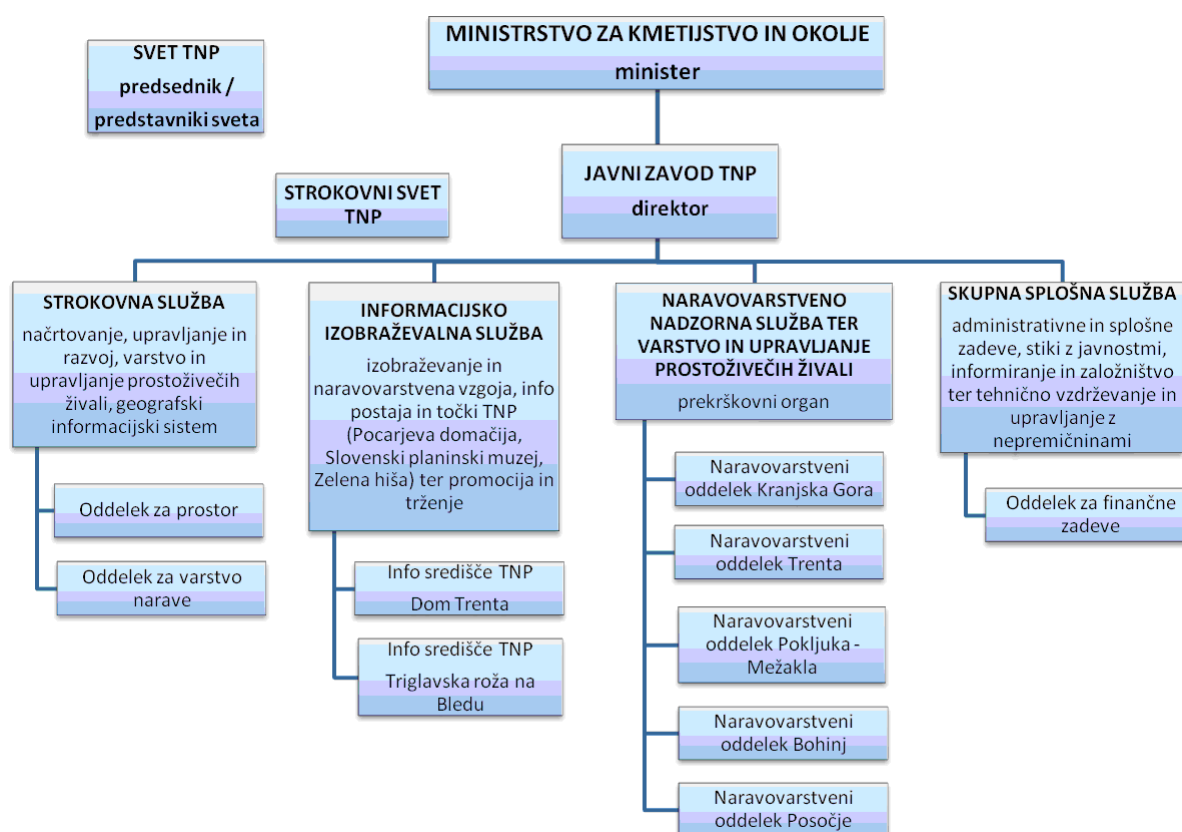 MINISTRSTVO ZA KMETIJSTVO IN OKOLJE
minister
SVET TNP
predsednik /
predstavniki sveta
JAVNI ZAVOD TNP
direktor
STROKOVNI SVET
TNP
STROKOVNA SLUŽBA
načrtovanje, upravljanje in
razvoj, varstvo in
upravljanje prostoživečih
živali, geografski
informacijski sistem
Oddelek za prostor
Oddelek za varstvo
narave
INFORMACIJSKO
IZOBRAŽEVALNA SLUŽBA
izobraževanje in
naravovarstvena vzgoja, info
postaja in točki TNP
(Pocarjeva domačija,
Slovenski planinski muzej,
Zelena hiša) ter promocija in
trženje
Info središče TNP
Dom Trenta
Info središče TNP
Triglavska roža na
Bledu
NARAVOVARSTVENO
NADZORNA SLUŽBA TER
VARSTVO IN UPRAVLJANJE
PROSTOŽIVEČIH ŽIVALI
prekrškovni organ
Naravovarstveni
oddelek Kranjska Gora
Naravovarstveni
oddelek Trenta
Naravovarstveni
oddelek Pokljuka -
Mežakla
Naravovarstveni
oddelek Bohinj
Naravovarstveni
oddelek Posočje
SKUPNA SPLOŠNA SLUŽBA
administrativne in splošne
zadeve, stiki z javnostmi,
informiranje in založništvo
ter tehnično vzdrževanje in
upravljanje z
nepremičninami
Oddelek za finančne
zadeve